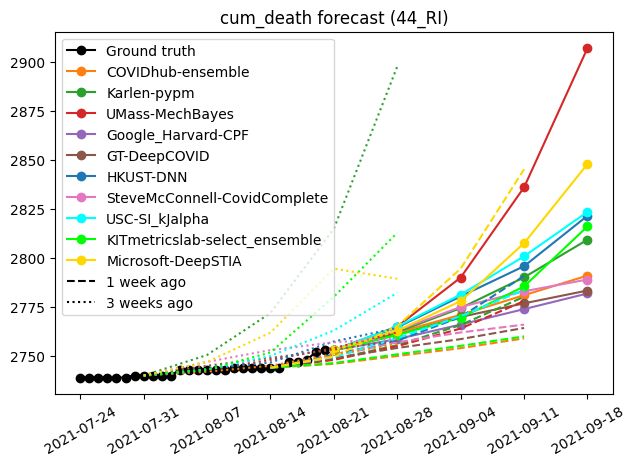 cum_death forecast (44_RI)
2900
2875
2850
2825
2800
2775
2750
Ground truth
COVIDhub-ensemble
Karlen-pypm
UMass-MechBayes
Google_Harvard-CPF
GT-DeepCOVID
HKUST-DNN
SteveMcConnell-CovidComplete
USC-SI_kJalpha
KITmetricslab-select_ensemble
Microsoft-DeepSTIA
1 week ago
3 weeks ago
2021-07-24
2021-07-31
2021-08-07
2021-08-14
2021-08-21
2021-08-28
2021-09-04
2021-09-11
2021-09-18